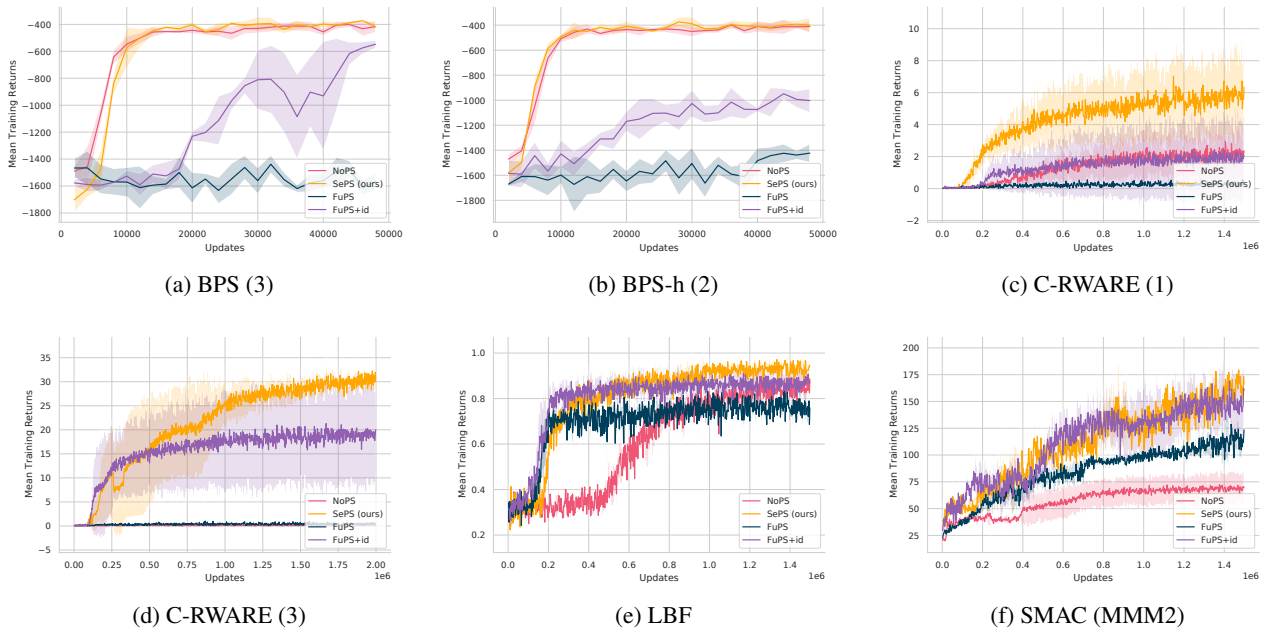 −400
−600
−800
−1000
−1200
−1400
−1600
−1800
Mean Training Returns
0 10000 20000 30000 40000 50000
Updates
NoPS
SePS (ours)
FuPS
FuPS+id
(a) BPS (3)
−400
−600
−800
−1000
−1200
−1400
−1600
−1800
Mean Training Returns
0 10000 20000 30000 40000 50000
Updates
NoPS
SePS (ours)
FuPS
FuPS+id
(b) BPS-h (2)
10
8
6
4
2
0
−2
Mean Training Returns
0.0 0.2 0.4 0.6 0.8 1.0 1.2 1.4 1.6
1e6
Updates
NoPS
SePS (ours)
FuPS
FuPS+id
(c) C-RWARE (1)
35
30
25
20
15
10
5
0
−5
Mean Training Returns
0.00 0.25 0.50 0.75 1.00 1.25 1.50 1.75 2.00
1e6
Updates
NoPS
SePS (ours)
FuPS
FuPS+id
(d) C-RWARE (3)
1.0
0.8
0.6
0.4
0.2
Mean Training Returns
0.0 0.2 0.4 0.6 0.8 1.0 1.2 1.4 1.6
1e6
Updates
NoPS
SePS (ours)
FuPS
FuPS+id
(e) LBF
200
175
150
125
100
75
50
25
Mean Training Returns
0.0 0.2 0.4 0.6 0.8 1.0 1.2 1.4 1.6
1e6
Updates
NoPS
SePS (ours)
FuPS
FuPS+id
(f) SMAC (MMM2)